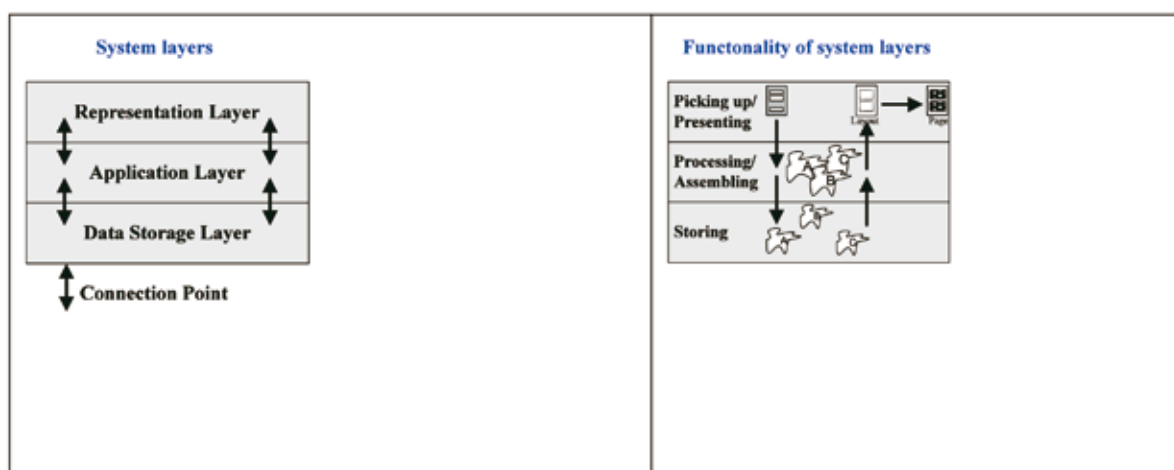 System layers
Representation Layer
Application Layer
Data Storage Layer
Connection Point
Functonality of system layers
Picking up/
Presenting
Layout
Page
Processing/
Assembling
A
C
B
Storing
A
C